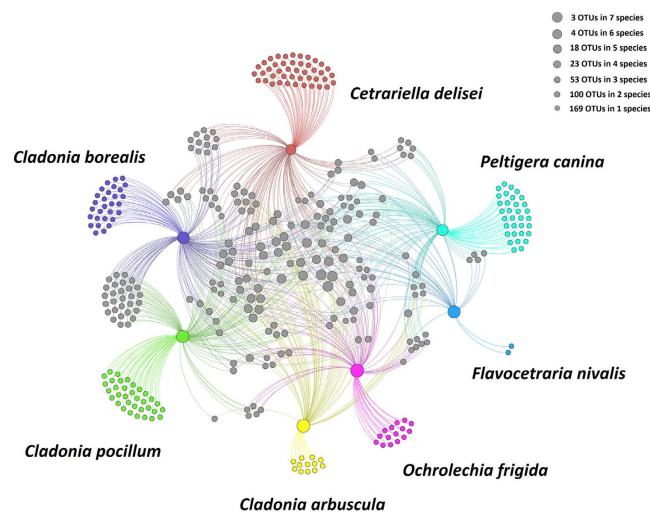 3 OTUs in 7 species
4 OTUs in 6 species
18 OTUs in 5 species
23 OTUs in 4 species
53 OTUs in 3 species
100 OTUs in 2 species
169 OTUs in 1 species
Cetrariella delisei
Cladonia borealis
Peltigera canina
Flavocetraria nivalis
Cladonia pocillum
Ochrolechia frigida
Cladonia arbuscula